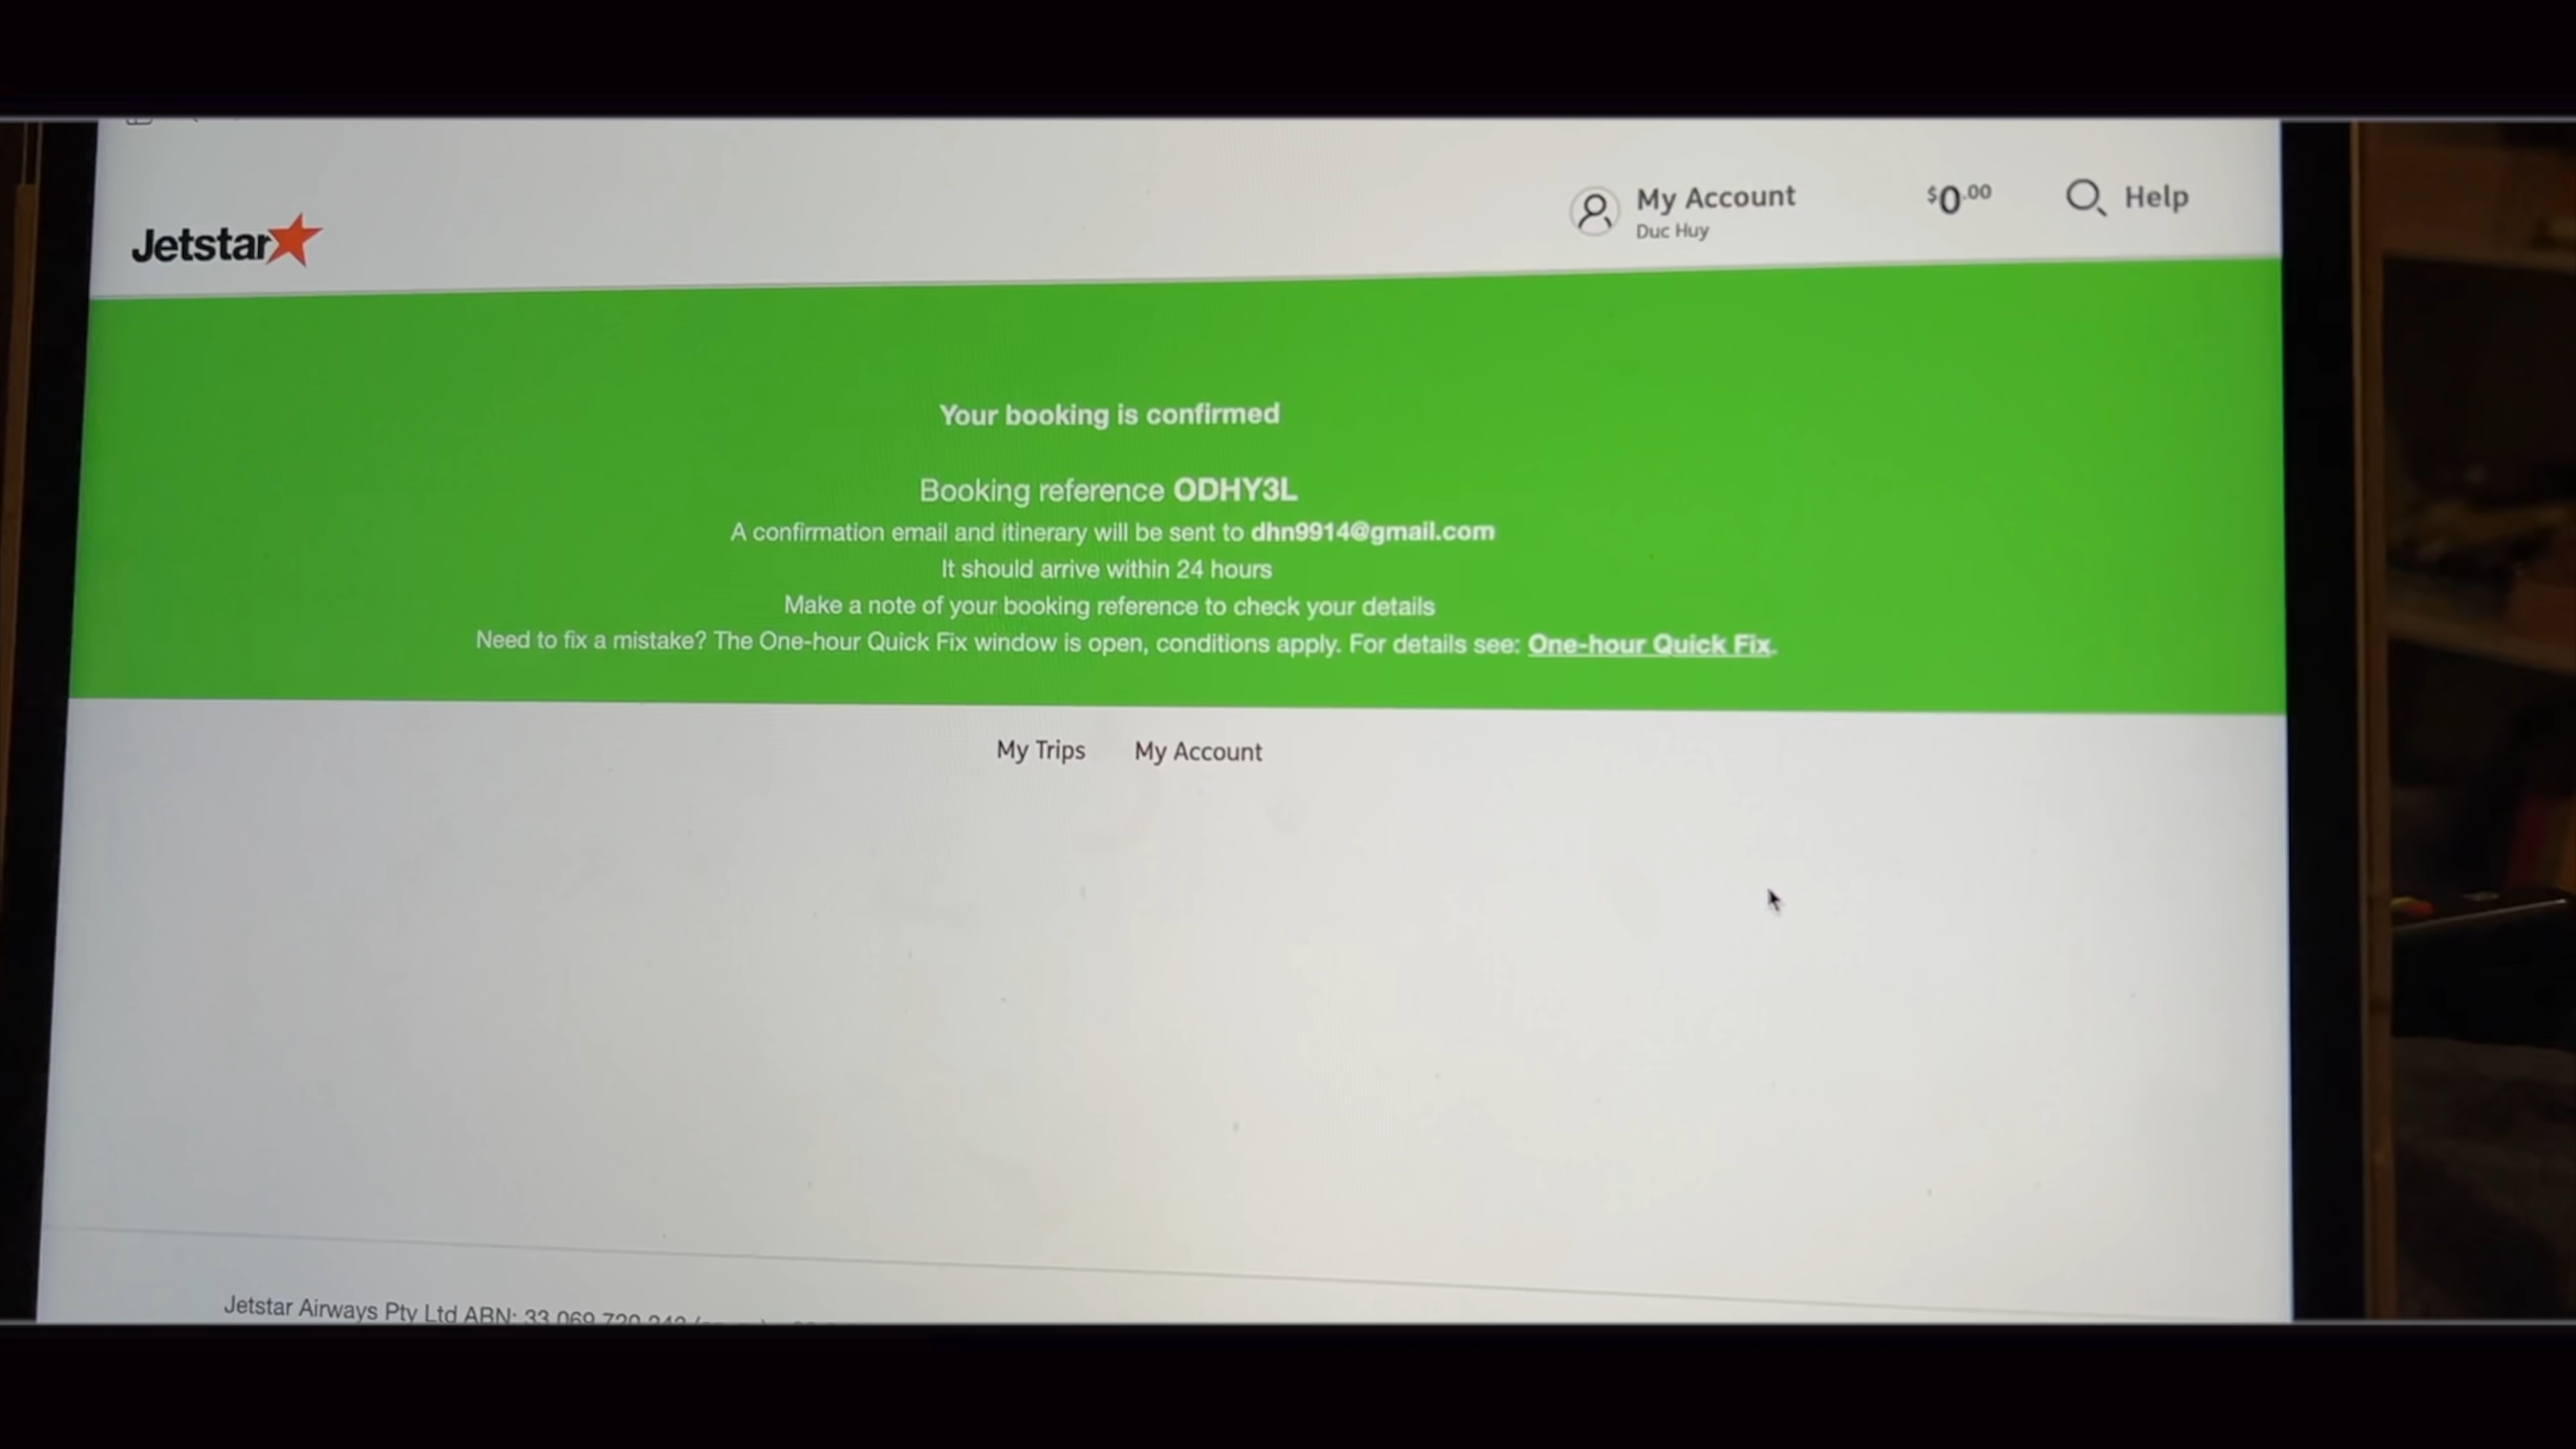 Jetstar
My Account
Duc Huy
$0.00
Help
Your booking is confirmed
Booking reference ODHY3L
A confirmation email and itinerary will be sent to dhn9914@gmail.com
It should arrive within 24 hours
Make a note of your booking reference to check your details
Need to fix a mistake? The One-hour Quick Fix window is open, conditions apply. For details see: One-hour Quick Fix.
My Trips My Account
Jetstar Airways Pty Ltd ABN: 33 069 720 243